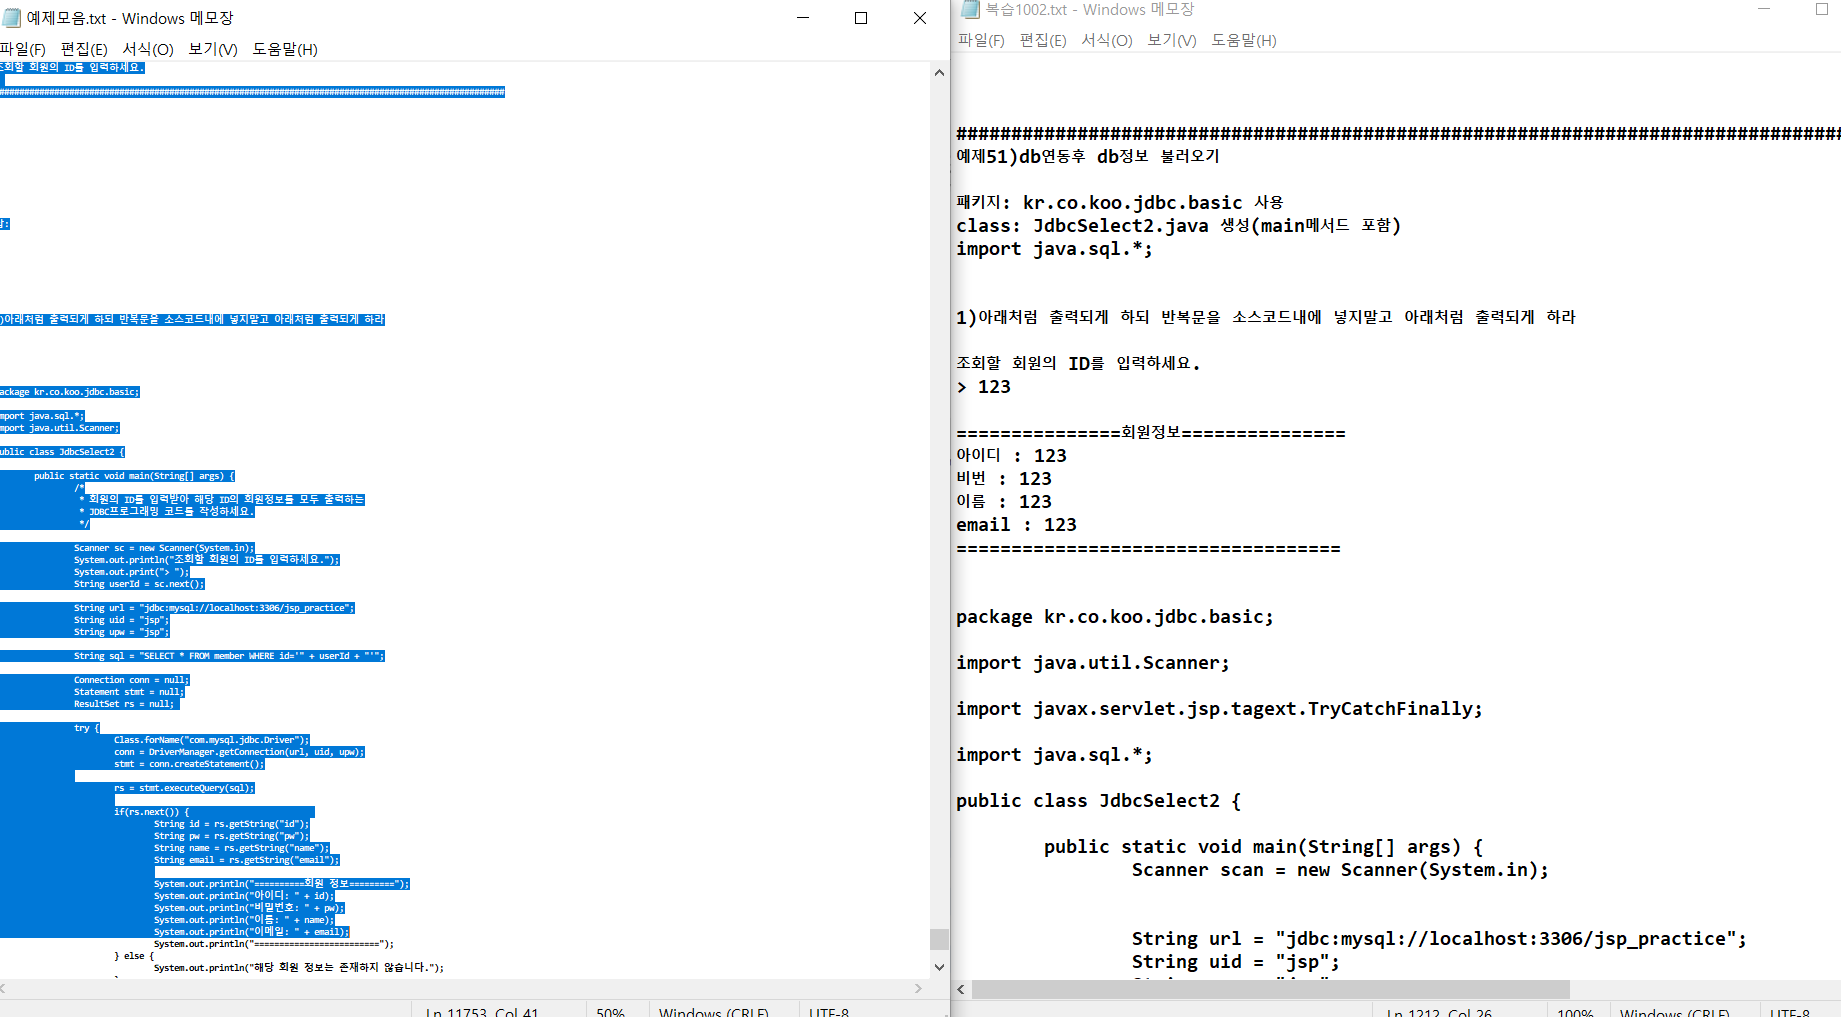 예제모음.txt - Windows 메모장
파일(F) 편집(E) 서식(O) 보기(V) 도움말(H)
조회할 회원의 ID를 입력하세요.
)아래처럼 출력되게 하되 반복문을 소스코드내에 넣지말고 아래처럼 출력되게 하라
ackage kr.co.koo.jdbc.basic;
mport java.sql.*;
mport java.util.Scanner;
ublic class JdbcSelect2 {
public static void main(String[] args) {
/*
* 회원의 ID를 입력받아 해당 ID의 회원정보를 모두 출력하는
* JDBC프로그래밍 코드를 작성하세요.
*/
Scanner sc = new Scanner(System.in);
System.out.println("조회할 회원의 ID를 입력하세요.");
System.out.print("> ");
String userId = sc.next();
String url = "jdbc:mysql://localhost:3306/jsp_practice";
String uid = "jsp";
String upw = "jsp";
String sql = "SELECT * FROM member WHERE id='" + userId + "'";
Connection conn = null;
Statement stmt = null;
ResultSet rs = null;
try {
Class.forName("com.mysql.jdbc.Driver");
conn = DriverManager.getConnection(url, uid, upw);
stmt = conn.createStatement();
rs = stmt.executeQuery(sql);
if(rs.next()) {
String id = rs.getString("id");
String pw = rs.getString("pw");
String name = rs.getString("name");
String email = rs.getString("email");
System.out.println("==========회원 정보=========");
System.out.println("아이디: " + id);
System.out.println("비밀번호: " + pw);
System.out.println("이름: " + name);
System.out.println("이메일: " + email);
System.out.println("=========================");
} else {
System.out.println("해당 회원 정보는 존재하지 않습니다.");
Ln 11753, Col 41 50% Windows (CRLF) UTF-8
복습1002.txt - Windows 메모장
파일(F) 편집(E) 서식(O) 보기(V) 도움말(H)
################################################################################
예제51)db연동후 db정보 불러오기
패키지: kr.co.koo.jdbc.basic 사용
class: JdbcSelect2.java 생성(main메서드 포함)
import java.sql.*;
1)아래처럼 출력되게 하되 반복문을 소스코드내에 넣지말고 아래처럼 출력되게 하라
조회할 회원의 ID를 입력하세요.
> 123
===============회원정보===============
아이디 : 123
비번 : 123
이름 : 123
email : 123
===================================
package kr.co.koo.jdbc.basic;
import java.util.Scanner;
import javax.servlet.jsp.tagext.TryCatchFinally;
import java.sql.*;
public class JdbcSelect2 {
public static void main(String[] args) {
Scanner scan = new Scanner(System.in);
String url = "jdbc:mysql://localhost:3306/jsp_practice";
String uid = "jsp";
Ln 1212, Col 26 100% Windows (CRLF) UTF-8